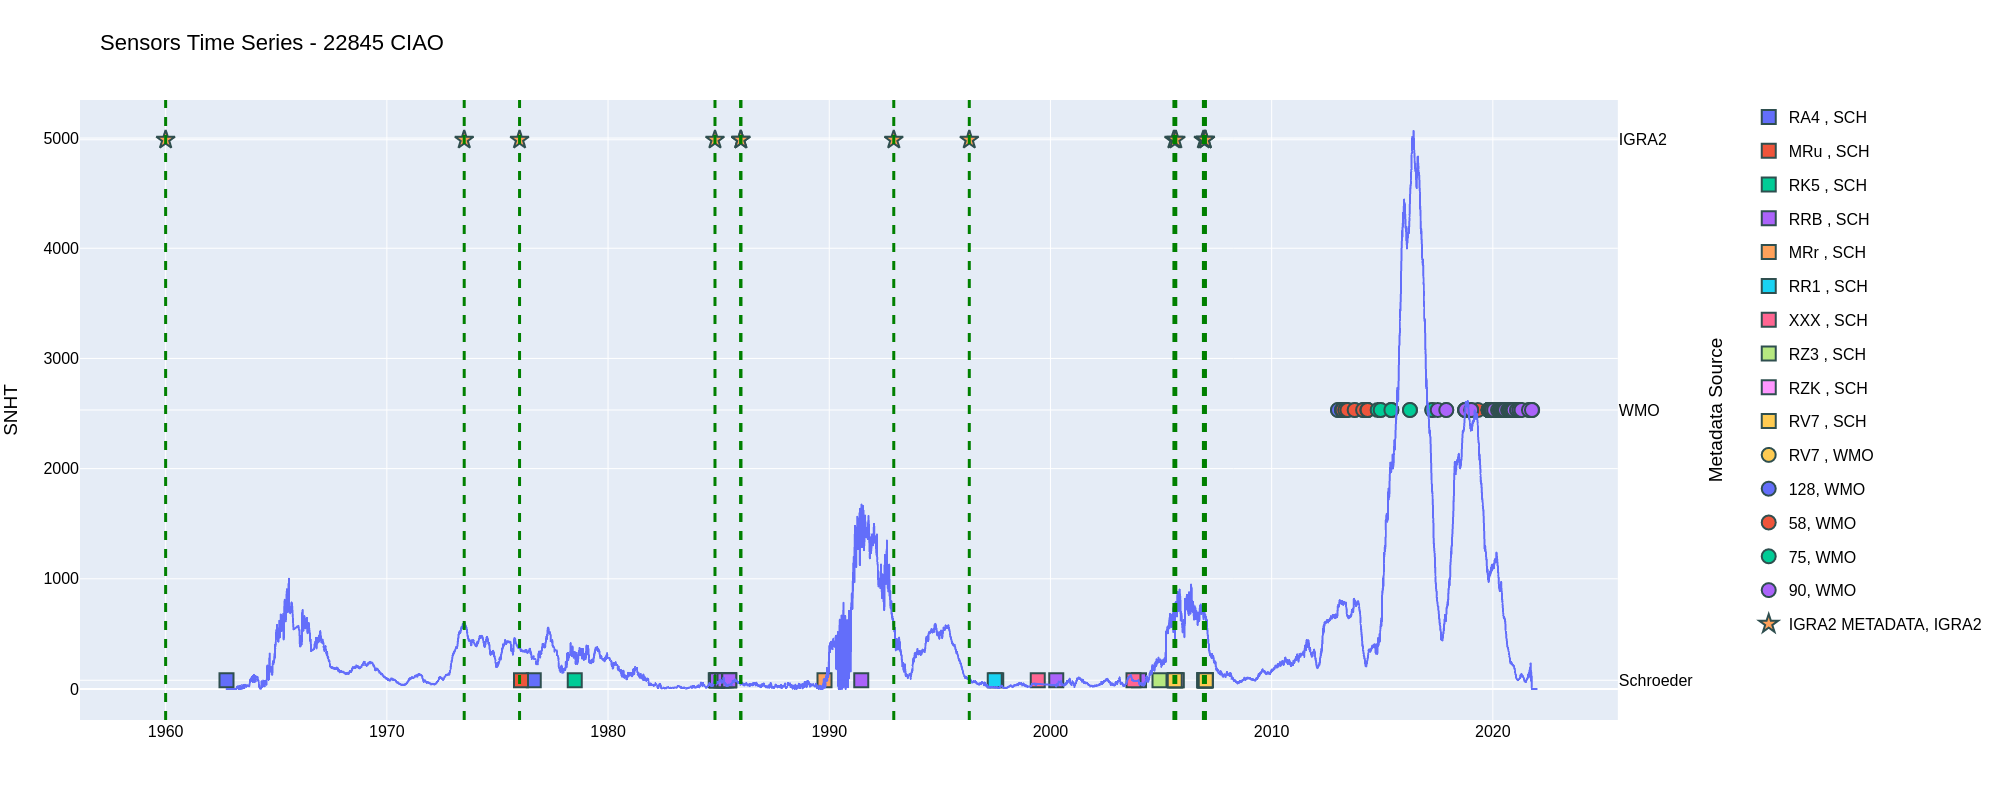 Sensors Time Series - 22845 CIAO
SNHT
5000
4000
3000
2000
1000
0
1960
1970
1980
1990
2000
2010
2020
IGRA2
WMO
Schroeder
Metadata Source
RA4 , SCH
MRu , SCH
RK5 , SCH
RRB , SCH
MRr , SCH
RR1 , SCH
XXX , SCH
RZ3 , SCH
RZK , SCH
RV7 , SCH
RV7 , WMO
128, WMO
58, WMO
75, WMO
90, WMO
IGRA2 METADATA, IGRA2